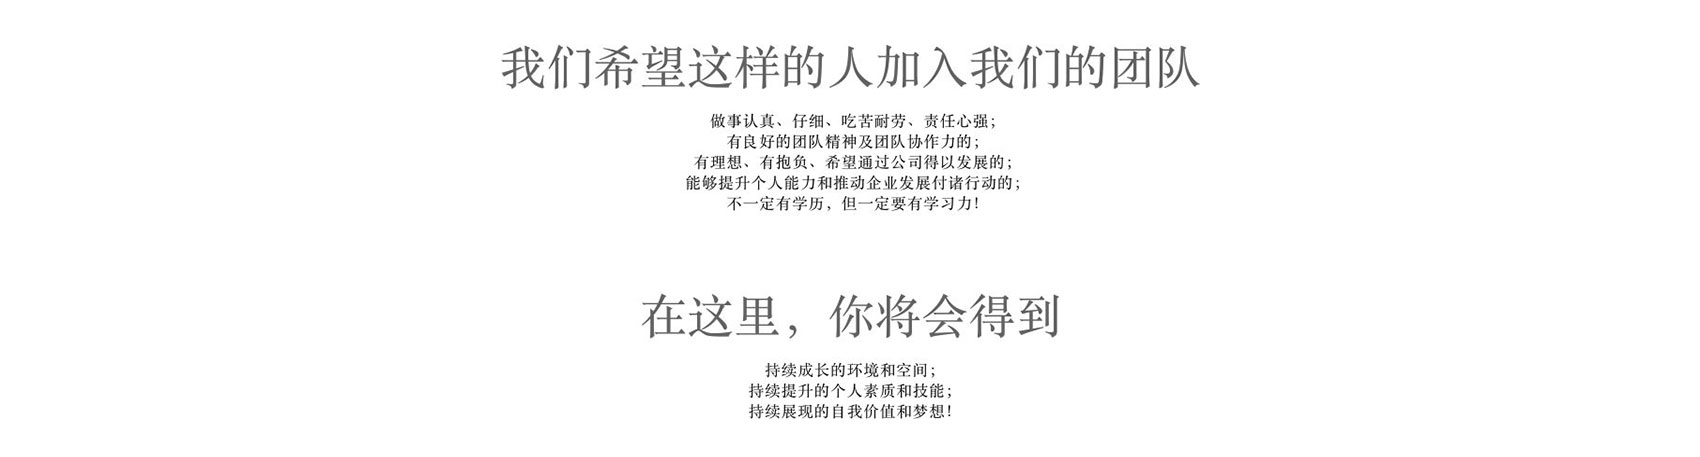 我们希望这样的人加入我们的团队
做事认真、仔细、吃苦耐劳、责任心强；
有良好的团队精神及团队协作力的；
有理想、有抱负、希望通过公司得以发展的；
能够提升个人能力和推动企业发展付诸行动的；
不一定有学历，但一定要有学习力！
在这里，你将会得到
持续成长的环境和空间；
持续提升的个人素质和技能；
持续展现的自我价值和梦想！